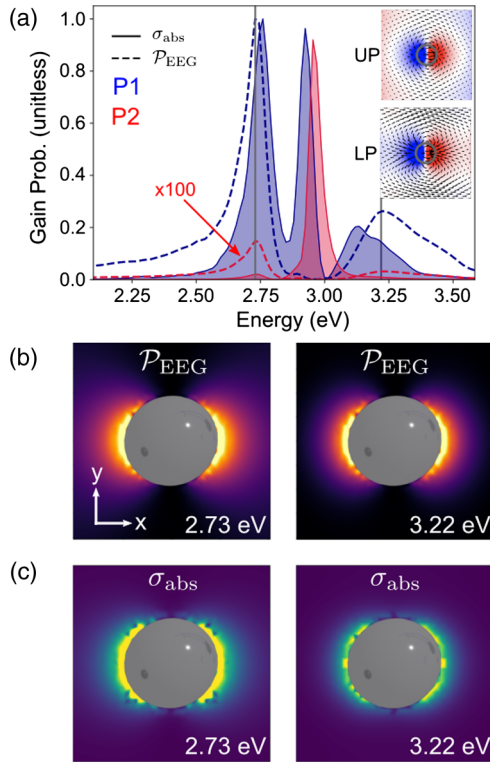 (a)
1.0
0.8
0.6
0.4
0.2
0.0
Gain Prob. (unitless)
σabs
𝒫EEG
P1
P2
x100
UP
LP
2.25
2.50
2.75
3.00
3.25
3.50
Energy (eV)
(b)
𝒫EEG
𝒫EEG
y
x
2.73 eV
3.22 eV
(c)
σabs
σabs
2.73 eV
3.22 eV